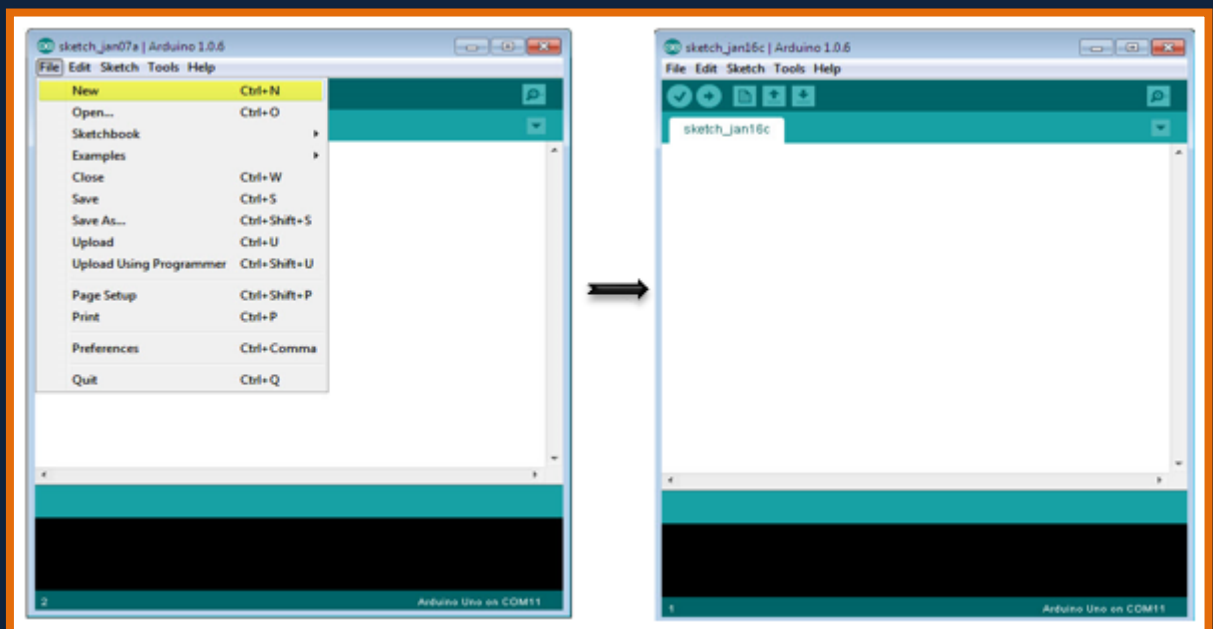 sketch_jan07a | Arduino 1.0.6
File Edit Sketch Tools Help
New Ctrl+N
Open... Ctrl+O
Sketchbook
Examples
Close Ctrl+W
Save Ctrl+S
Save As... Ctrl+Shift+S
Upload Ctrl+U
Upload Using Programmer Ctrl+Shift+U
Page Setup Ctrl+Shift+P
Print Ctrl+P
Preferences Ctrl+Comma
Quit Ctrl+Q
2 Arduino Uno on COM11
sketch_jan16c | Arduino 1.0.6
File Edit Sketch Tools Help
sketch_jan16c
1 Arduino Uno on COM11